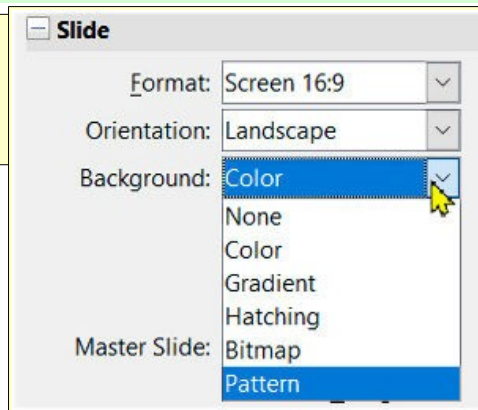 Slide
Format: Screen 16:9
Orientation: Landscape
Background: Color
None
Color
Gradient
Hatching
Master Slide: Bitmap
Pattern